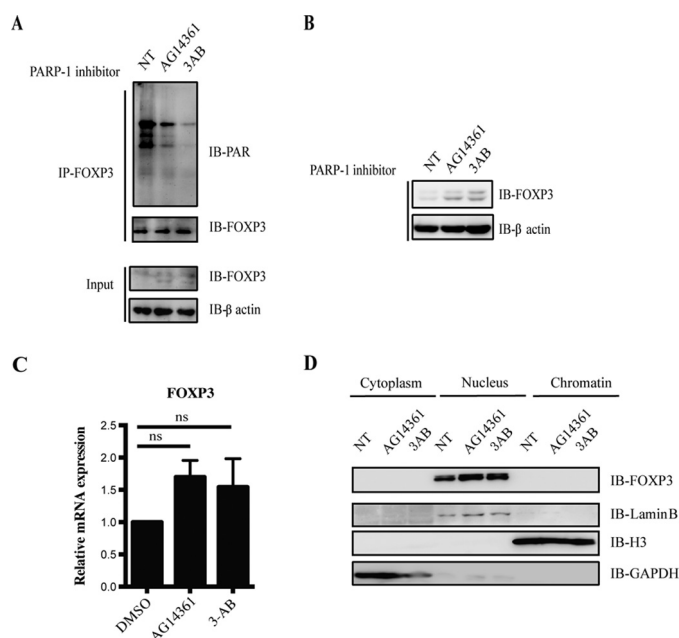 A
PARP-1 inhibitor
NT
AG14361
3AB
IP-FOXP3
IB-PAR
IB-FOXP3
Input
IB-FOXP3
IB-β actin
B
PARP-1 inhibitor
NT
AG14361
3AB
IB-FOXP3
IB-β actin
C
FOXP3
Relative mRNA expression
2.5
2.0
1.5
1.0
0.5
0.0
ns
ns
DMSO
AG14361
3-AB
D
Cytoplasm Nucleus Chromatin
NT AG14361 3AB NT AG14361 3AB NT AG14361 3AB
IB-FOXP3
IB-LaminB
IB-H3
IB-GAPDH